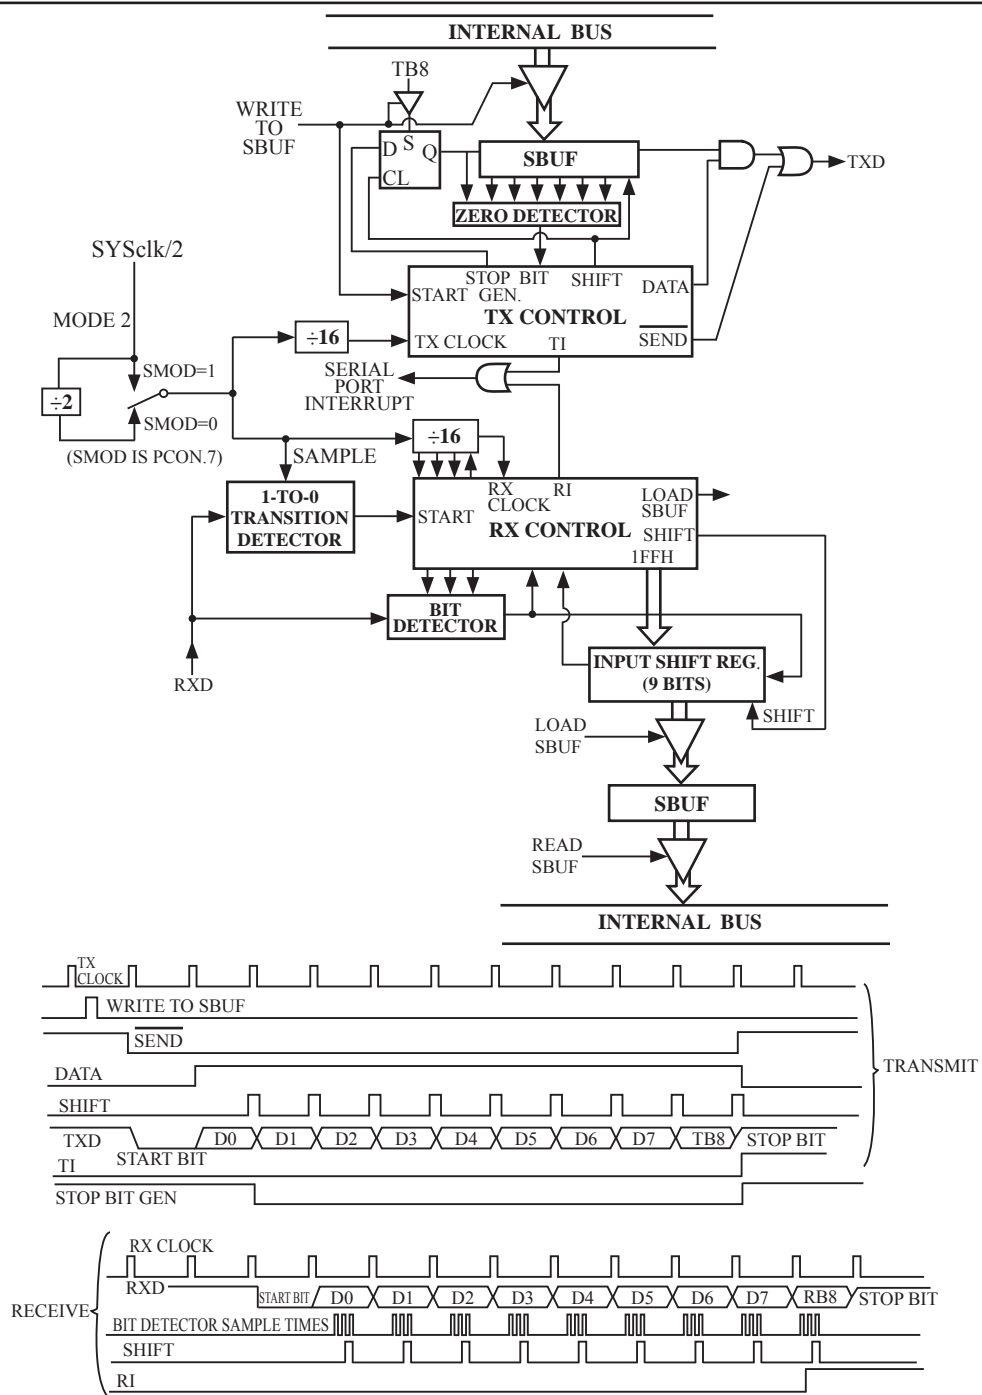 INTERNAL BUS
TB8
WRITE
TO
SBUF
D S Q
CL
SBUF
TXD
ZERO DETECTOR
SYSclk/2
STOP BIT SHIFT
START GEN. DATA
TX CONTROL
TX CLOCK TI SEND
MODE 2
÷16
SMOD=1
÷2
SMOD=0
(SMOD IS PCON.7)
SERIAL
PORT
INTERRUPT
÷16
SAMPLE
1-TO-0
TRANSITION
DETECTOR
RX
CLOCK
RI
LOAD
SBUF
START
RX CONTROL
SHIFT
1FFH
BIT
DETECTOR
RXD
INPUT SHIFT REG.
(9 BITS)
SHIFT
LOAD
SBUF
SBUF
READ
SBUF
INTERNAL BUS
TX
CLOCK
WRITE TO SBUF
SEND
DATA
TRANSMIT
SHIFT
TXD D0 D1 D2 D3 D4 D5 D6 D7 TB8 STOP BIT
START BIT
TI
STOP BIT GEN
RX CLOCK
RXD
START BIT D0 D1 D2 D3 D4 D5 D6 D7 RB8 STOP BIT
RECEIVE
BIT DETECTOR SAMPLE TIMES
SHIFT
RI